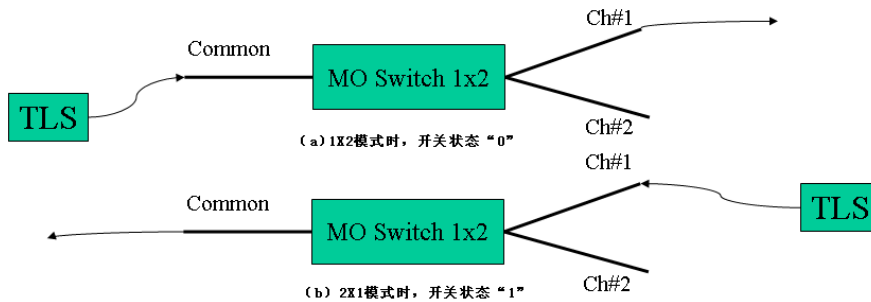 Ch#1
Common
MO Switch 1x2
TLS
Ch#2
(a)1X2模式时，开关状态“0”
Ch#1
Common
MO Switch 1x2
TLS
Ch#2
(b) 2X1模式时，开关状态“1”